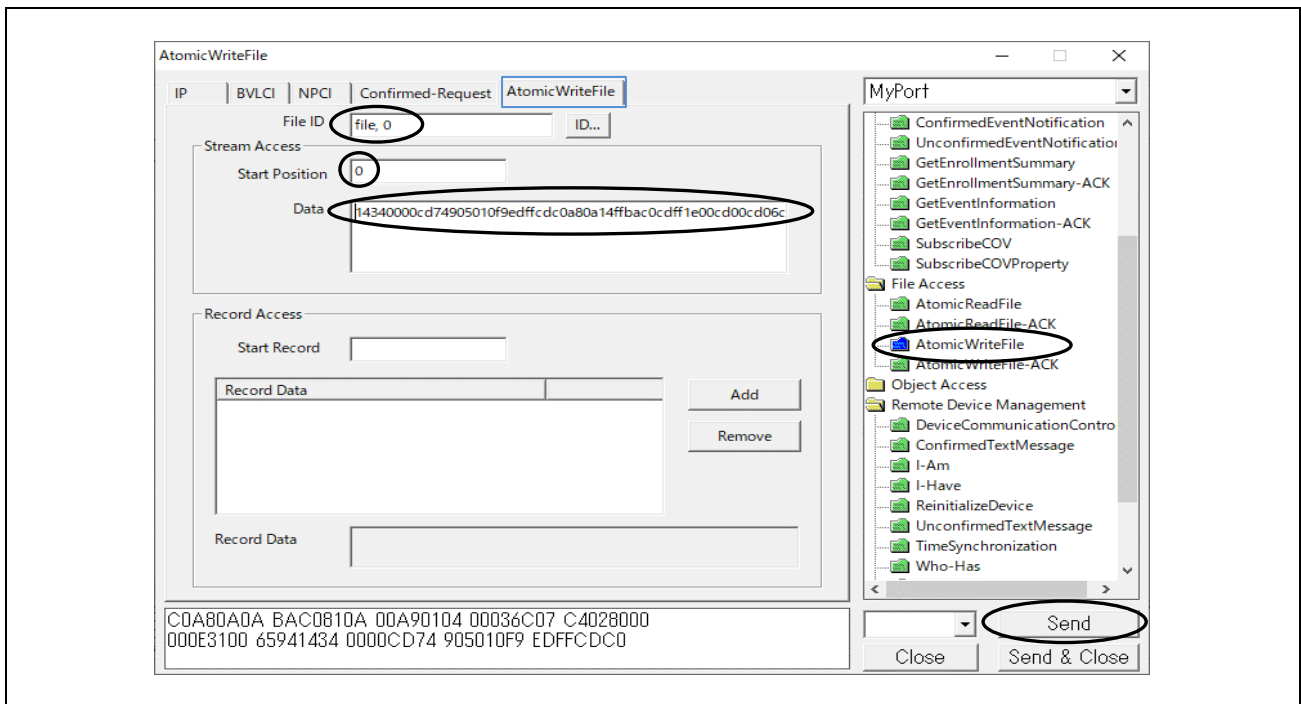 AtomicWriteFile
IP BVLCI NPCI Confirmed-Request AtomicWriteFile
File ID file, 0 ID...
Stream Access
Start Position 0
Data 14340000cd74905010f9edffcdc0a80a14ffbac0cdff1e00cd00cd06c
Record Access
Start Record
Record Data
Add
Remove
Record Data
C0A80A0A BAC0810A 00A90104 00036C07 C4028000
000E3100 65941434 0000CD74 905010F9 EDFFCDC0
MyPort
ConfirmedEventNotification
UnconfirmedEventNotification
GetEnrollmentSummary
GetEnrollmentSummary-ACK
GetEventInformation
GetEventInformation-ACK
SubscribeCOV
SubscribeCOVProperty
File Access
AtomicReadFile
AtomicReadFile-ACK
AtomicWriteFile
AtomicWriteFile-ACK
Object Access
Remote Device Management
DeviceCommunicationContro
ConfirmedTextMessage
I-Am
I-Have
ReinitializeDevice
UnconfirmedTextMessage
TimeSynchronization
Who-Has
Send
Close Send & Close